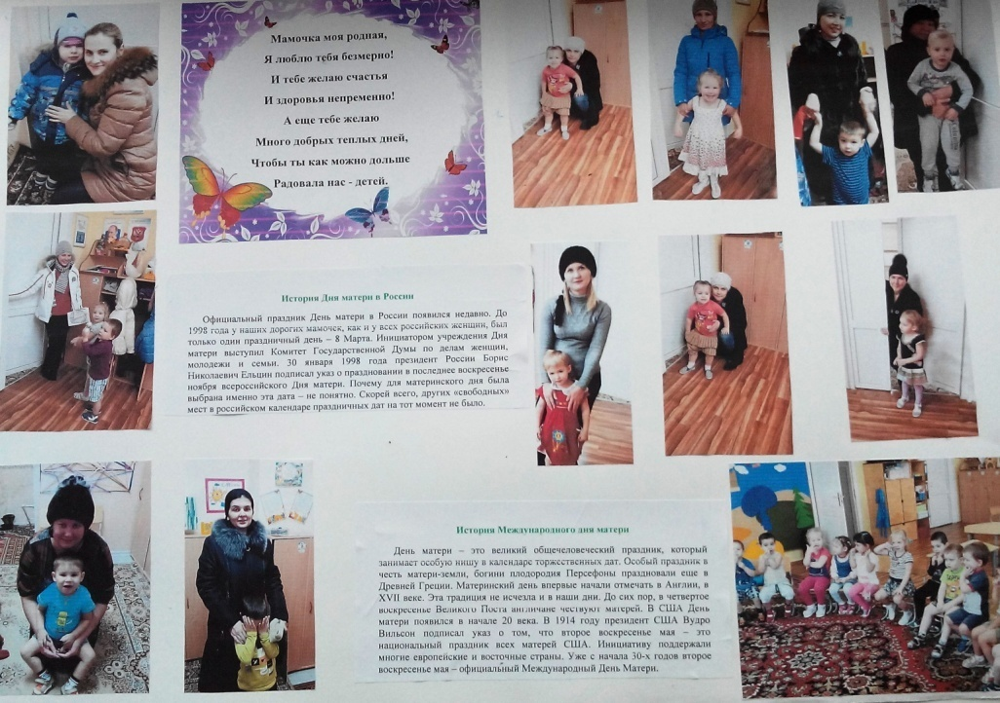 Мамочка моя родная,
Я люблю тебя безмерно!
И тебе желаю счастья
И здоровья непременно!
А еще тебе желаю
Много добрых теплых дней,
Чтобы ты как можно дольше
Радовала нас - детей.
История Дня матери в России
Официальный праздник День матери в России появился недавно. До
1998 года у наших дорогих мамочек, как и у всех российских женщин, был
только один праздничный день – 8 Марта. Инициатором учреждения Дня
матери выступил Комитет Государственной Думы по делам женщин,
молодежи и семьи. 30 января 1998 года президент России Борис
Николаевич Ельцин подписал указ о праздновании в последнее воскресенье
ноября всероссийского Дня матери. Почему для материнского дня была
выбрана именно эта дата – не понятно. Скорей всего, других «свободных»
мест в российском календаре праздничных дат на тот момент не было.
История Международного дня матери
День матери – это великий общечеловеческий праздник, который
занимает особую нишу в календаре торжественных дат. Особый праздник в
честь матери-земли, богини плодородия Персефоны праздновали еще в
Древней Греции. Материнский день впервые начали отмечать в Англии, в
XVII веке. Эта традиция не исчезла и в наши дни. До сих пор, в четвертое
воскресенье Великого Поста англичане чествуют матерей. В США День
матери появился в начале 20 века. В 1914 году президент США Вудро
Вильсон подписал указ о том, что второе воскресенье мая – это
национальный праздник всех матерей США. Инициативу поддержали
многие европейские и восточные страны. Уже с начала 30-х годов второе
воскресенье мая – официальный Международный День Матери.